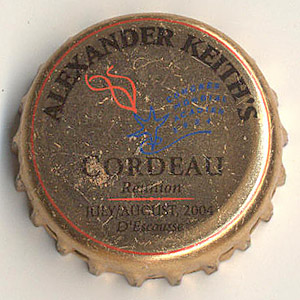 ALEXANDER KEITH'S
CORDEAU
Reunion
JULY/AUGUST, 2004
D'Escousse